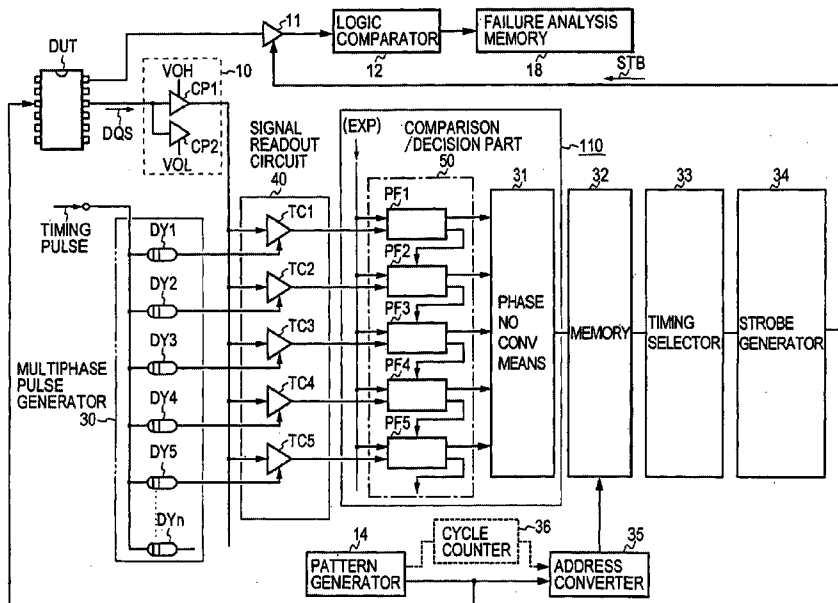 DUT
VOH
10
CP1
CP2
VOL
DQS
11
LOGIC
COMPARATOR
12
FAILURE ANALYSIS
MEMORY
18
STB
SIGNAL
READOUT
CIRCUIT
40
(EXP)
COMPARISON
/DECISION PART
110
50
TIMING
PULSE
MULTIPHASE
PULSE
GENERATOR
30
DY1
DY2
DY3
DY4
DY5
DYn
TC1
TC2
TC3
TC4
TC5
PF1
PF2
PF3
PF4
PF5
31
PHASE
NO
CONV
MEANS
32
MEMORY
33
TIMING
SELECTOR
34
STROBE
GENERATOR
14
PATTERN
GENERATOR
36
CYCLE
COUNTER
35
ADDRESS
CONVERTER